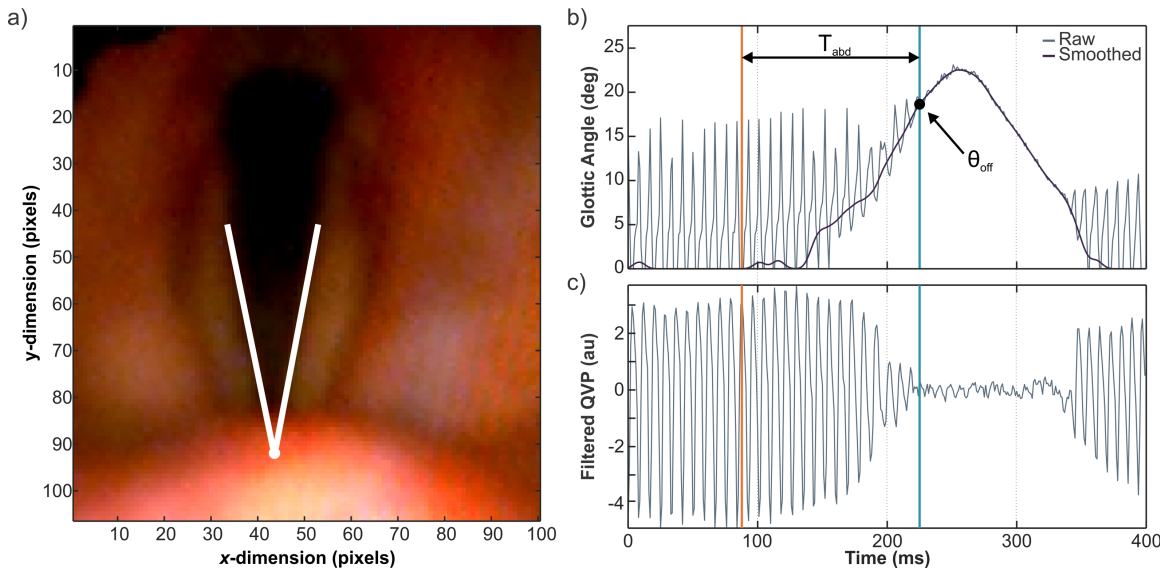 a)
10
20
30
40
50
60
70
80
90
100
y-dimension (pixels)
10 20 30 40 50 60 70 80 90 100
x-dimension (pixels)
b)
25
20
15
10
5
0
Glottic Angle (deg)
Tabd
Raw
Smoothed
θoff
c)
2
0
-2
-4
Filtered QVP (au)
0 100 200 300 400
Time (ms)